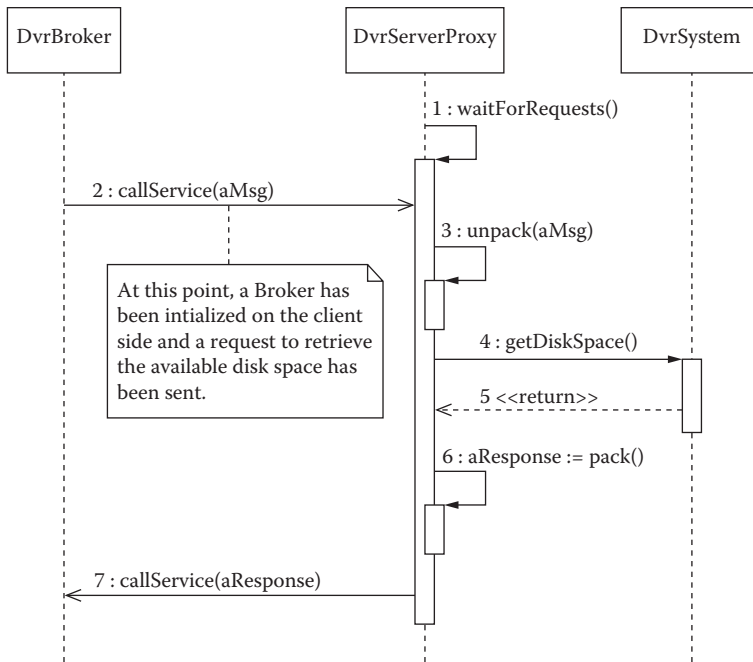 DvrBroker
DvrServerProxy
DvrSystem
1 : waitForRequests()
2 : callService(aMsg)
3 : unpack(aMsg)
At this point, a Broker has
been intialized on the client
side and a request to retrieve
the available disk space has
been sent.
4 : getDiskSpace()
5 <<return>>
6 : aResponse := pack()
7 : callService(aResponse)